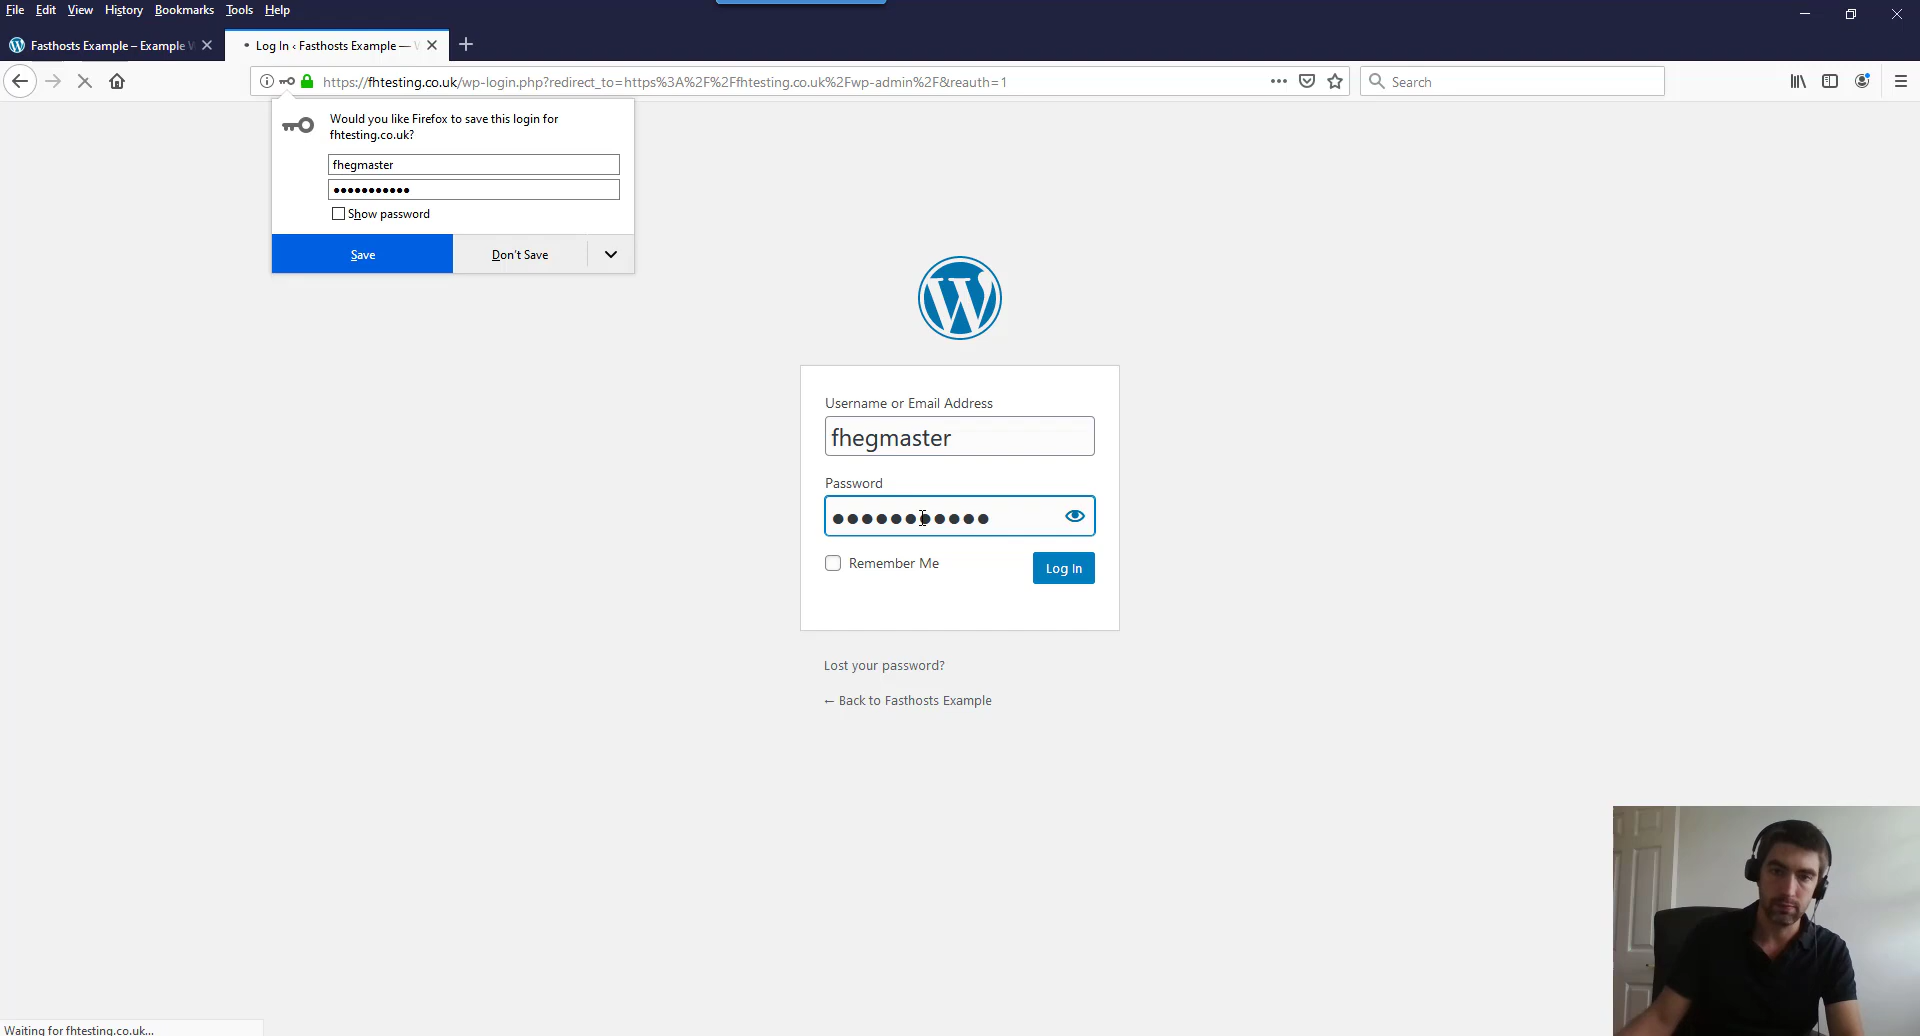 File Edit View History Bookmarks Tools Help
Fasthosts Example – Example
Log In ‹ Fasthosts Example —
https://fhtesting.co.uk/wp-login.php?redirect_to=https%3A%2F%2Ffhtesting.co.uk%2Fwp-admin%2F&reauth=1
Search
Would you like Firefox to save this login for
fhtesting.co.uk?
fhegmaster
Show password
Save
Don't Save
Username or Email Address
fhegmaster
Password
Remember Me
Log In
Lost your password?
← Back to Fasthosts Example
Waiting for fhtesting.co.uk...